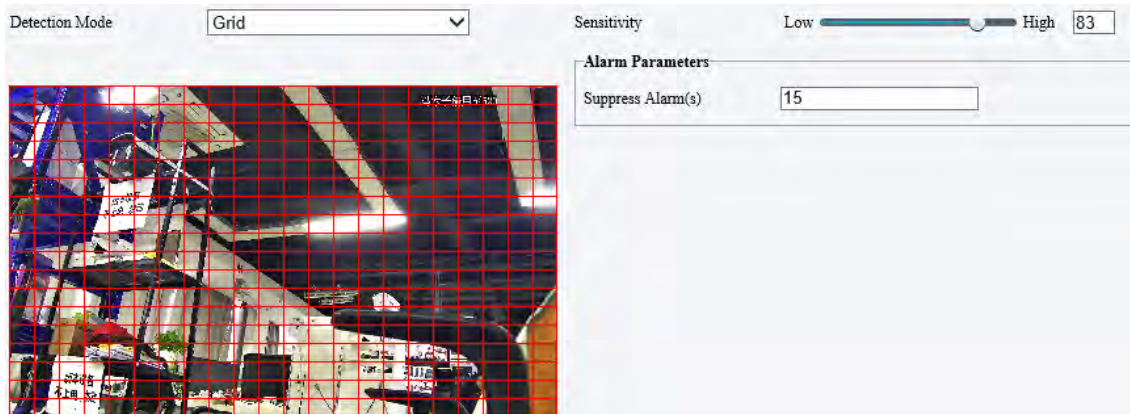 Detection Mode
Grid
Sensitivity
Low
High
83
Alarm Parameters
Suppress Alarm(s)
15